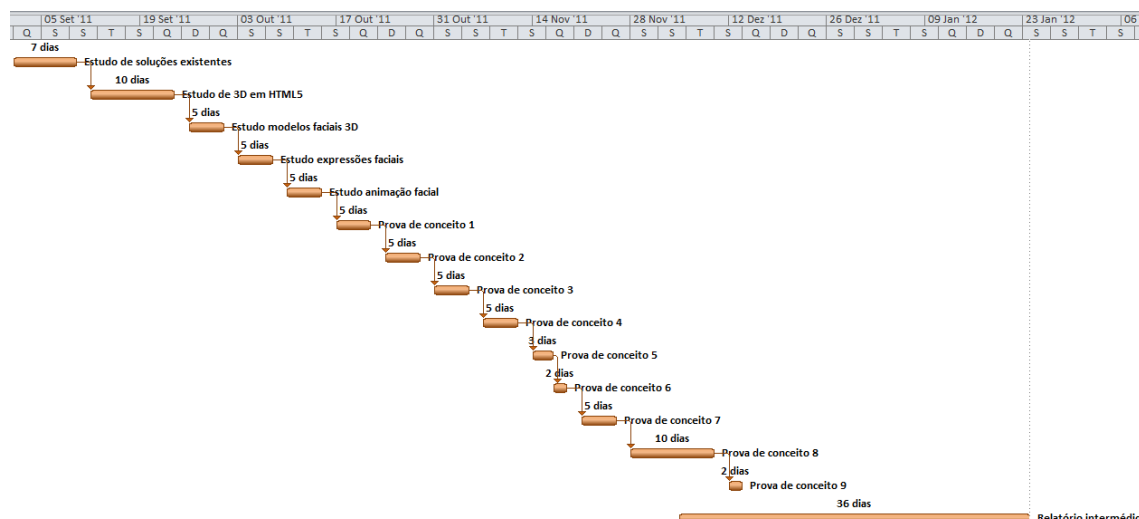 05 Set '11 19 Set '11 03 Out '11 17 Out '11 31 Out '11 14 Nov '11 28 Nov '11 12 Dez '11 26 Dez '11 09 Jan '12 23 Jan '12 06
Q S S T Q D Q S S T S Q D Q S S T S Q D Q S S T S Q D Q S S T S Q D Q S S T S
7 dias
Estudo de soluções existentes
10 dias
Estudo de 3D em HTML5
5 dias
Estudo modelos faciais 3D
5 dias
Estudo expressões faciais
5 dias
Estudo animação facial
5 dias
Prova de conceito 1
5 dias
Prova de conceito 2
5 dias
Prova de conceito 3
5 dias
Prova de conceito 4
3 dias
Prova de conceito 5
2 dias
Prova de conceito 6
5 dias
Prova de conceito 7
10 dias
Prova de conceito 8
2 dias
Prova de conceito 9
36 dias
Relatório intermédio